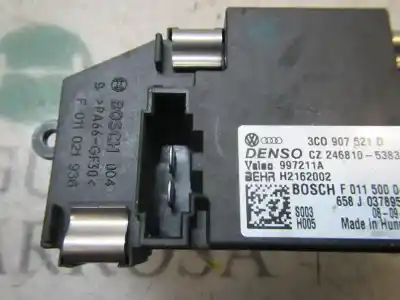 BOSCH 004
B >PA66-GF30<
F 011 021 936
3C0 907 521 D
DENSO CZ 246810-5383
Valeo 997211A
BEHR H2162002
BOSCH F 011 500 0
658 J 037895
S003 08-09
H005 Made in Hun